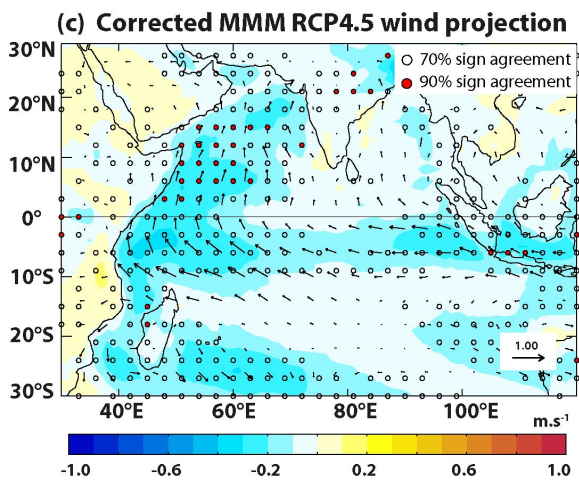 (c) Corrected MMM RCP4.5 wind projection
30°N
70% sign agreement
90% sign agreement
20°N
10°N
0°
10°S
20°S
1.00
30°S
40°E 60°E 80°E 100°E
m.s⁻¹
-1.0 -0.6 -0.2 0.2 0.6 1.0